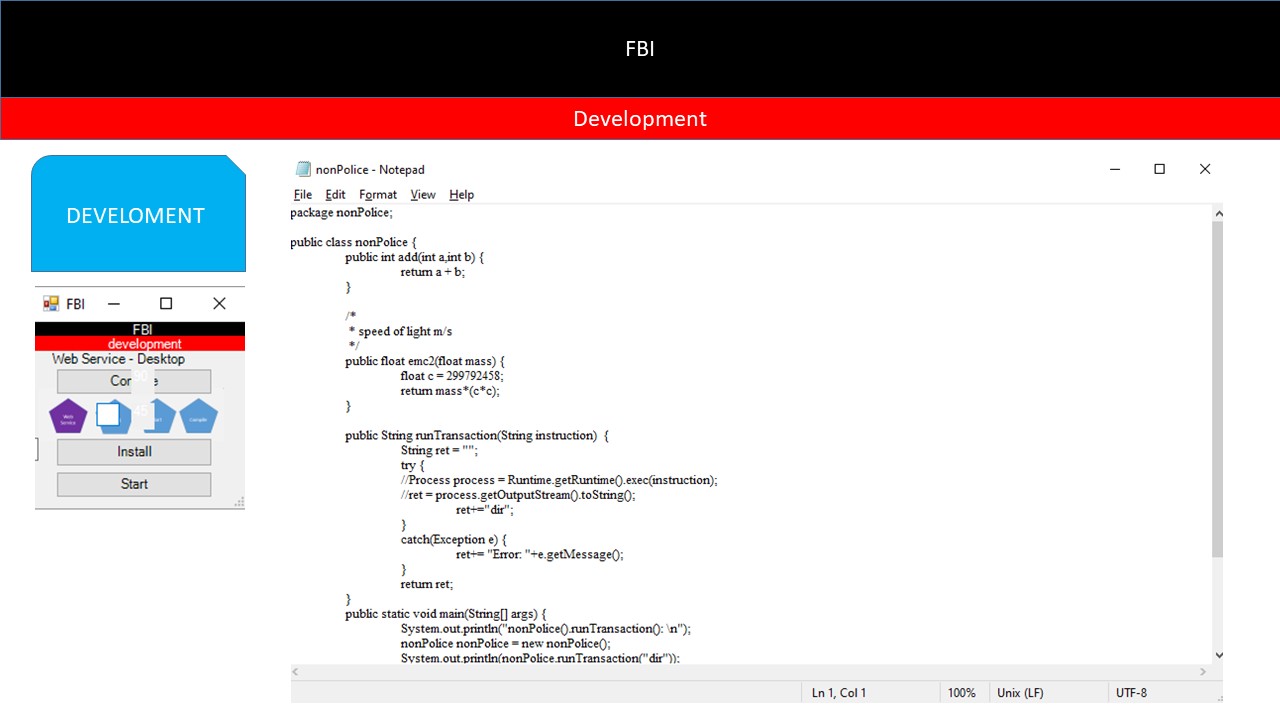 FBI
Development
DEVELOMENT
FBI
FBI
development
Web Service - Desktop
Web
Service
Install
Start
nonPolice - Notepad
File Edit Format View Help
package nonPolice;
public class nonPolice {
public int add(int a,int b) {
return a + b;
}
/*
* speed of light m/s
*/
public float emc2(float mass) {
float c = 299792458;
return mass*(c*c);
}
public String runTransaction(String instruction) {
String ret = "";
try {
//Process process = Runtime.getRuntime().exec(instruction);
//ret = process.getOutputStream().toString();
ret+="dir";
}
catch(Exception e) {
ret+= "Error: "+e.getMessage();
}
return ret;
}
public static void main(String[] args) {
System.out.println("nonPolice().runTransaction(): \n");
nonPolice nonPolice = new nonPolice();
System.out.println(nonPolice.runTransaction("dir"));
Ln 1, Col 1 100% Unix (LF) UTF-8